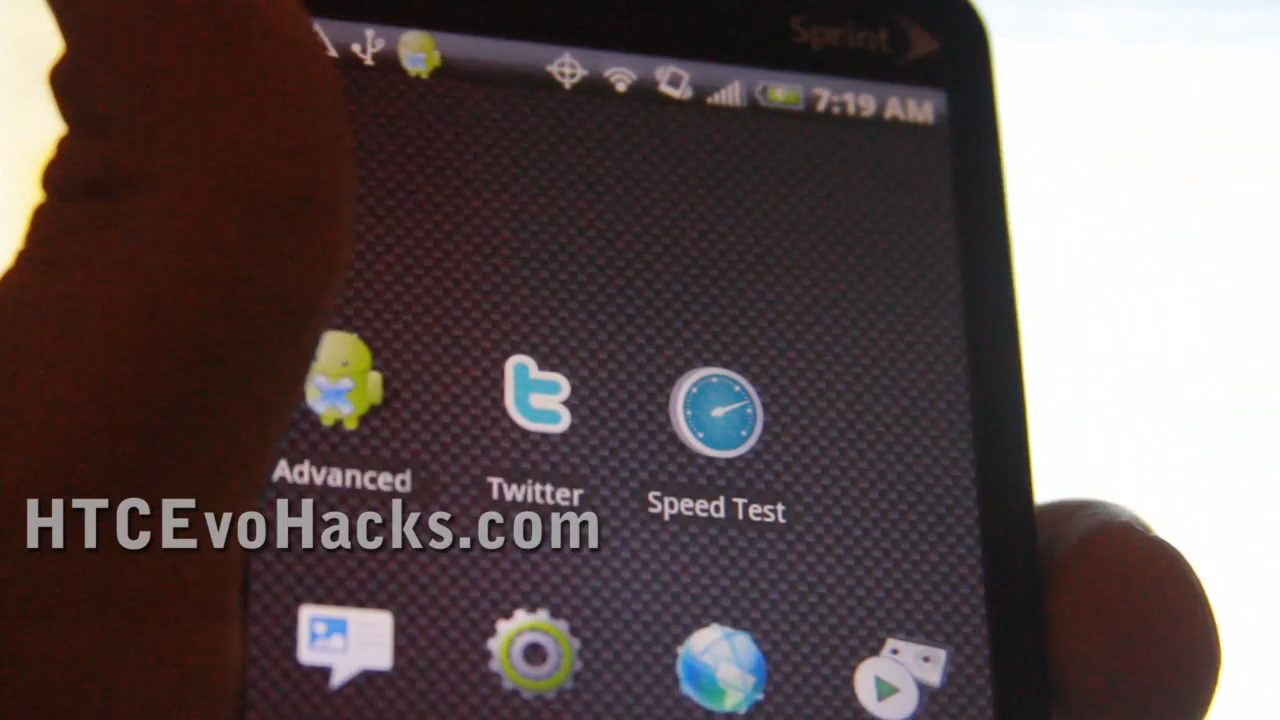 Sprint
7:19 AM
Advanced
Twitter
Speed Test
HTCEvoHacks.com